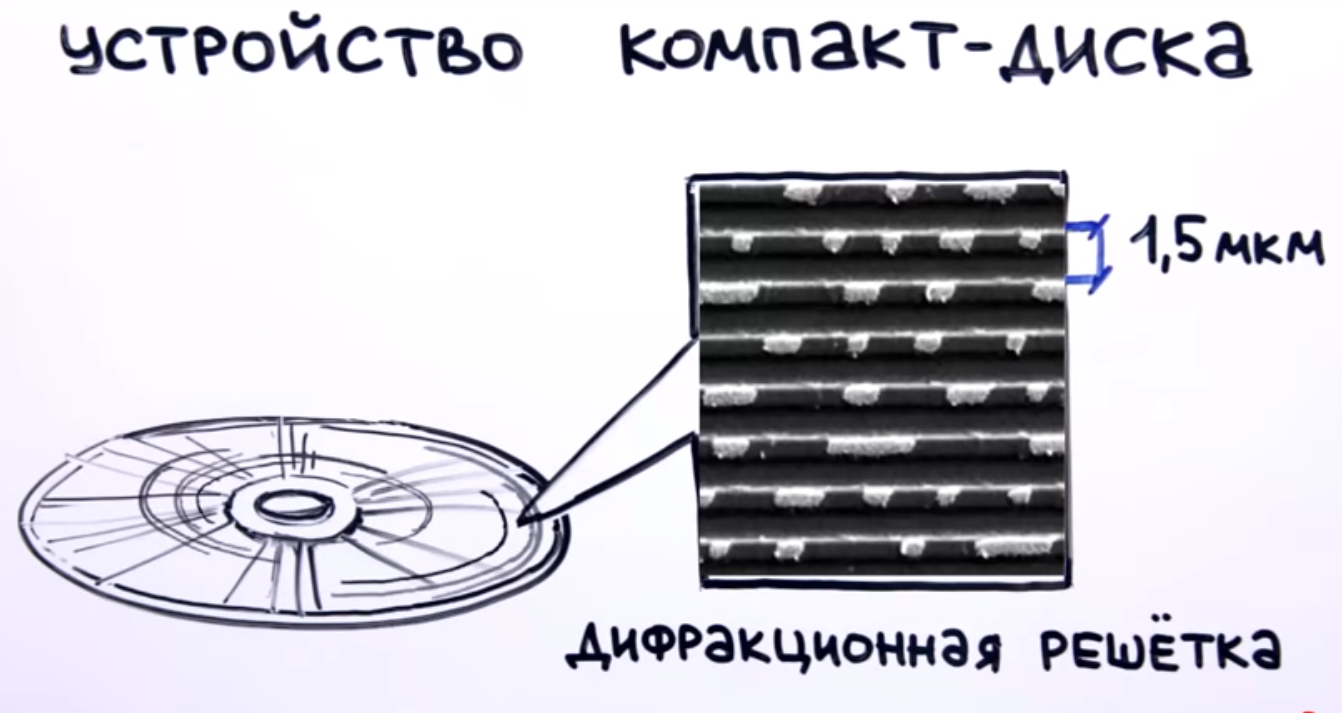 устройство компакт-диска
1,5 мкм
дифракционная решётка